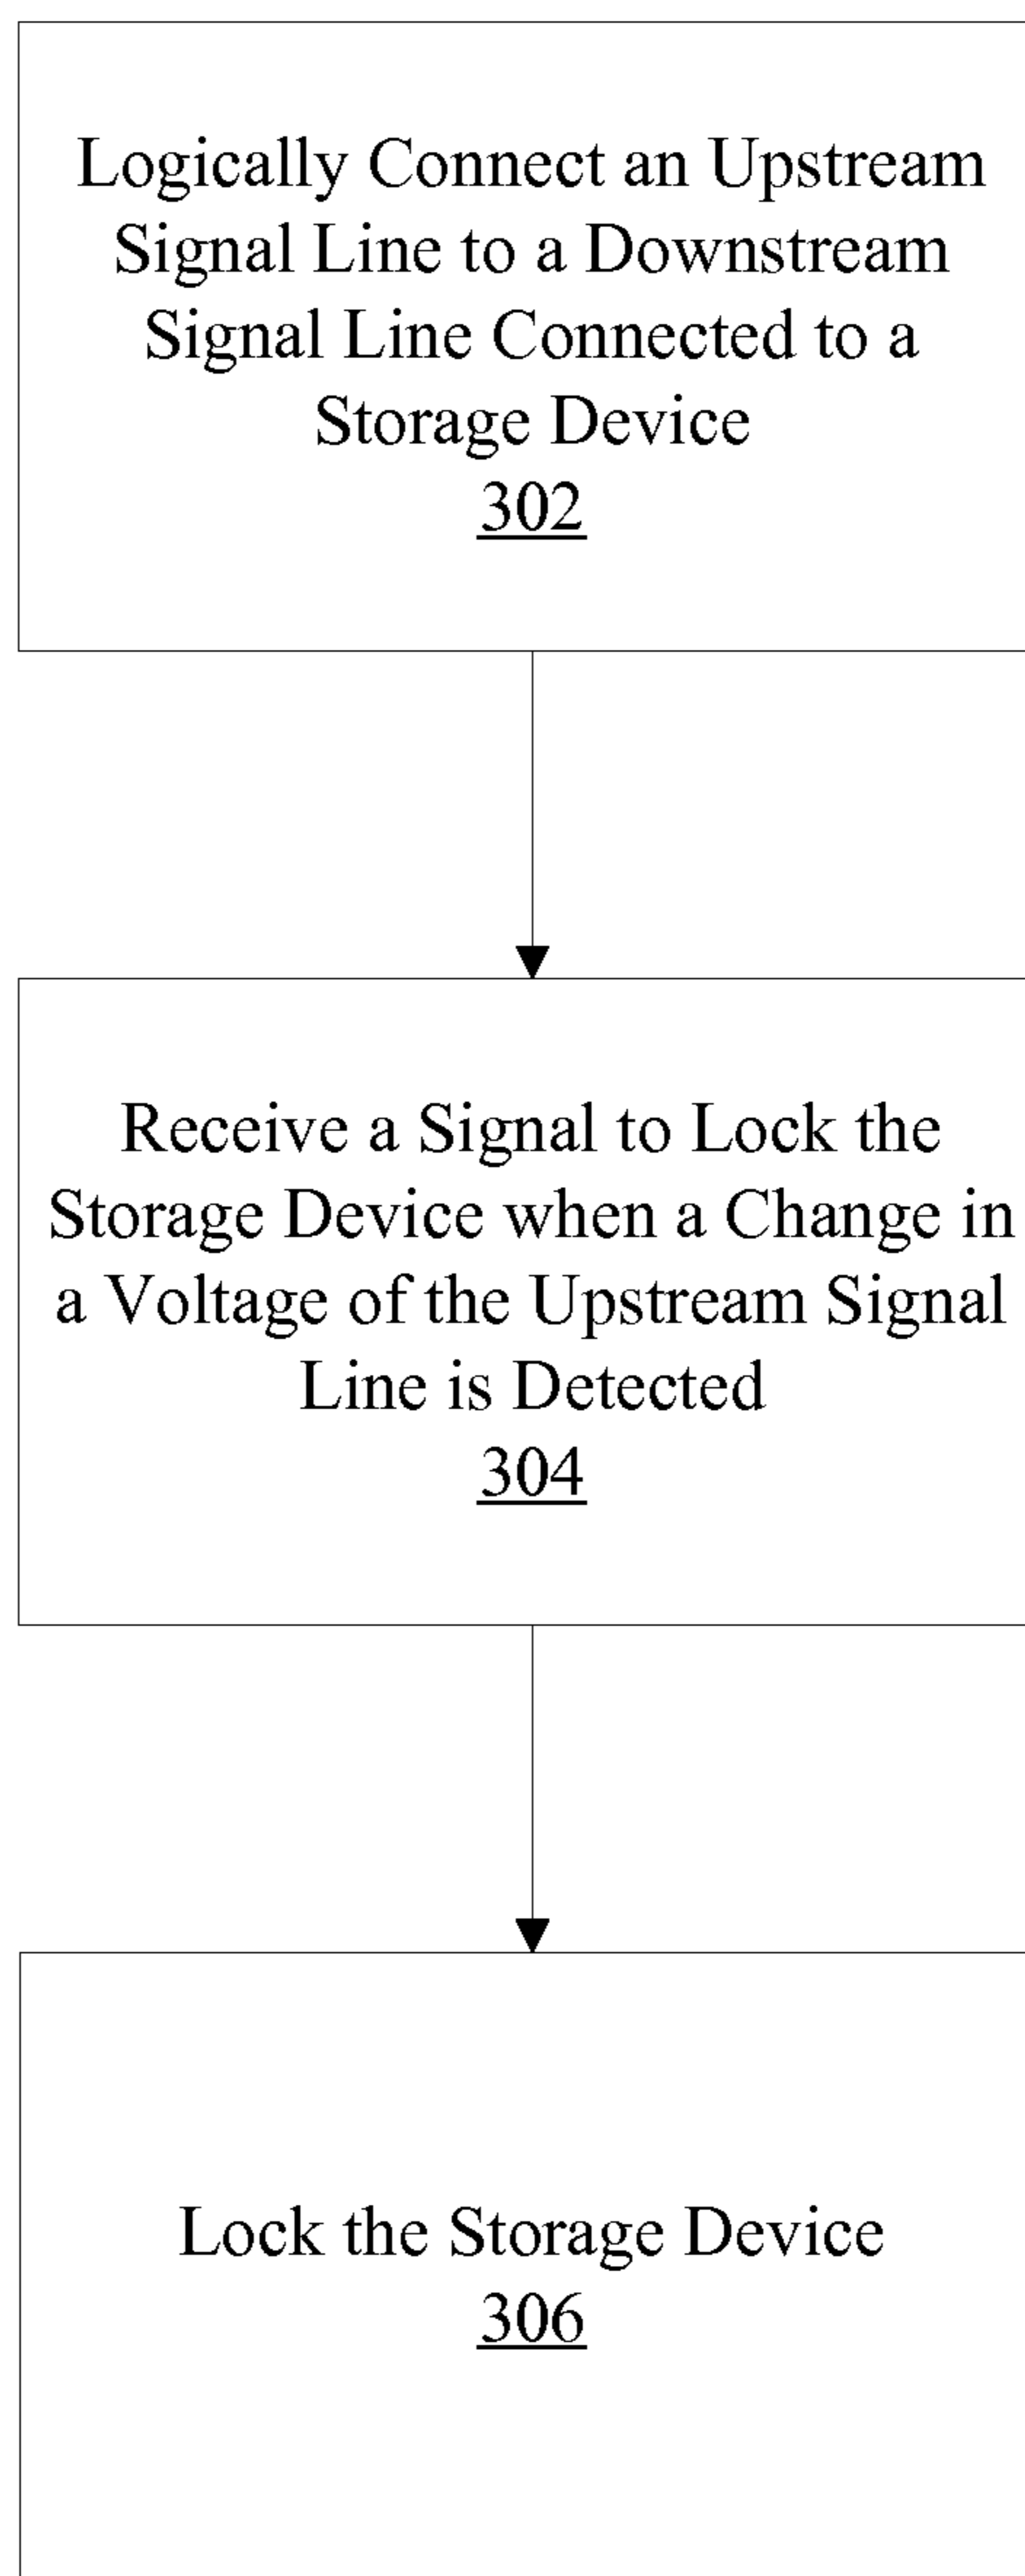 Logically Connect an Upstream
Signal Line to a Downstream
Signal Line Connected to a
Storage Device
302
Receive a Signal to Lock the
Storage Device when a Change in
a Voltage of the Upstream Signal
Line is Detected
304
Lock the Storage Device
306